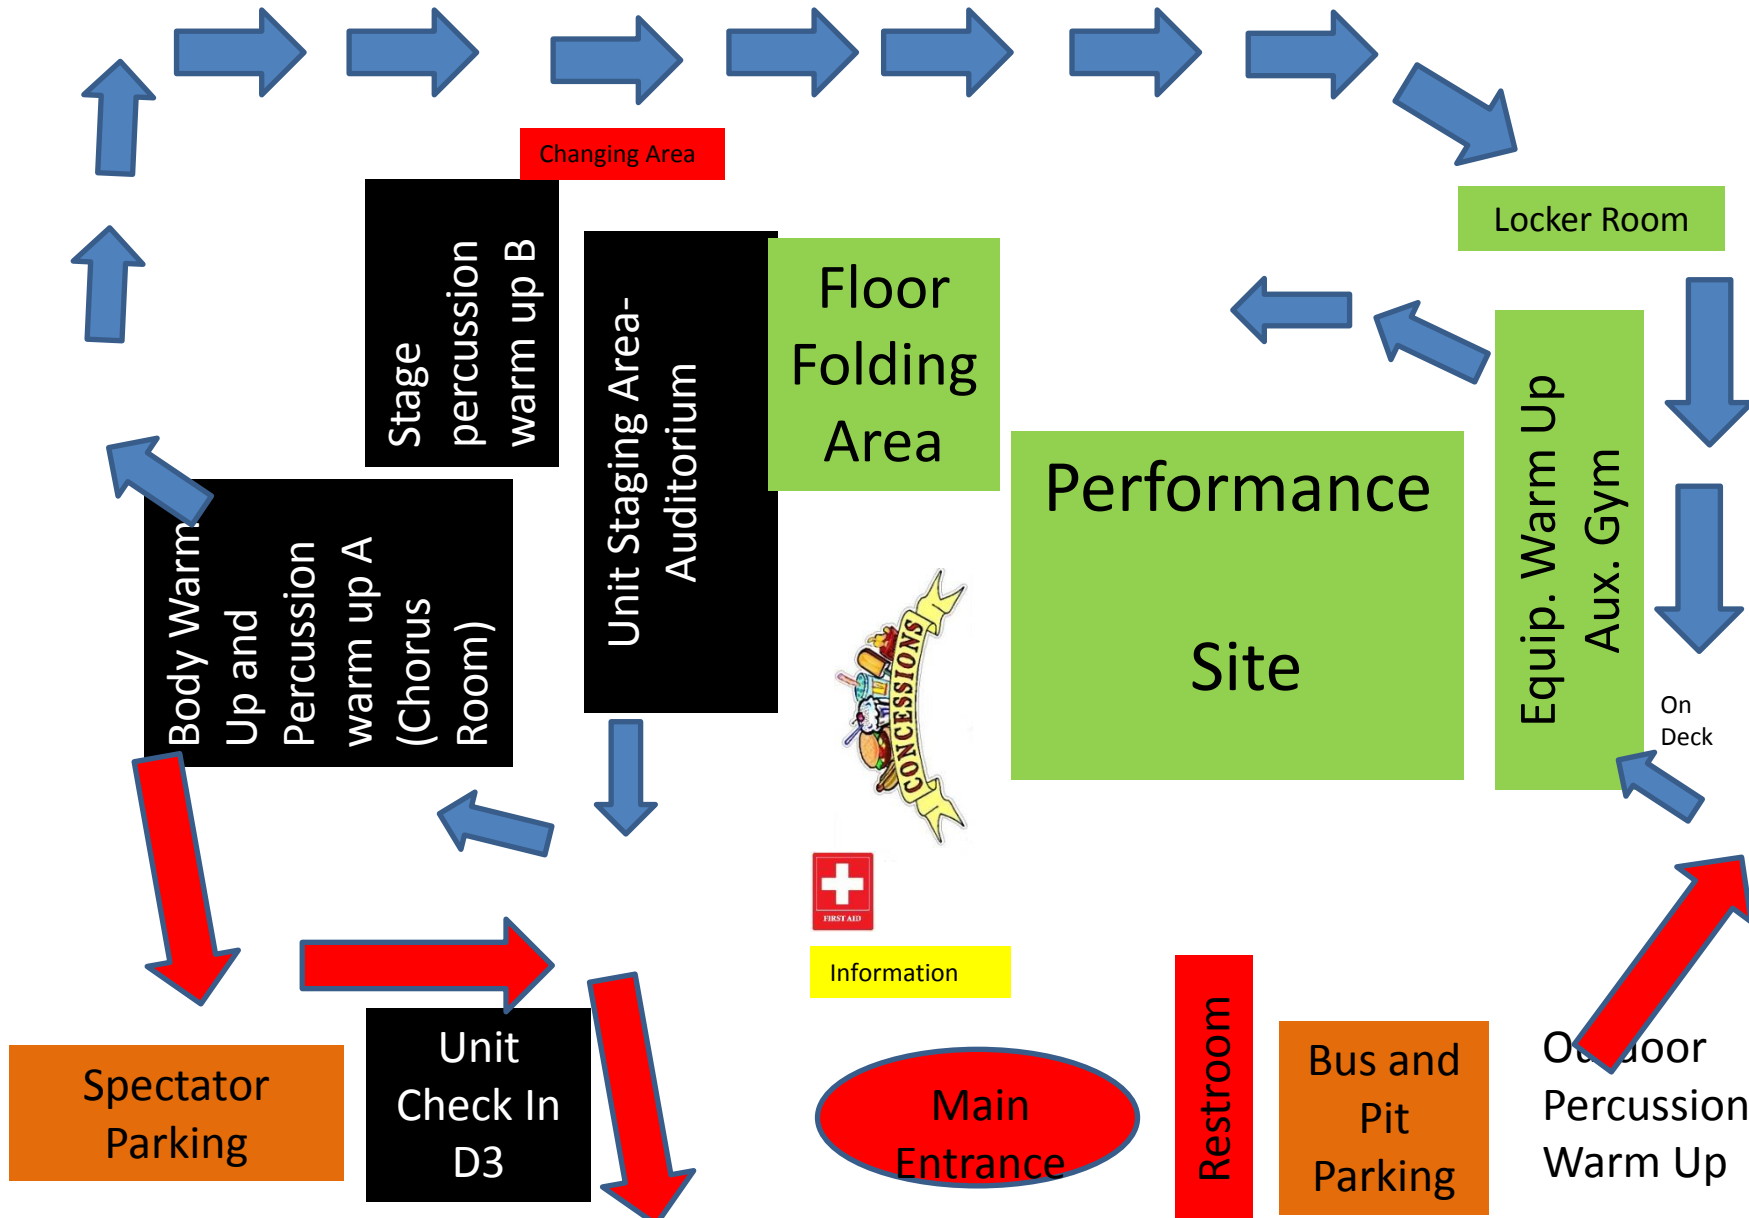 Changing Area
Locker Room
Stage
percussion
warm up B
Unit Staging Area-
Auditorium
Floor
Folding
Area
Performance
Site
Equip. Warm Up
Aux. Gym
Body Warm
Up and
Percussion
warm up A
(Chorus
Room)
CONCESSIONS
On
Deck
FIRST AID
Information
Spectator
Parking
Unit
Check In
D3
Main
Entrance
Restroom
Bus and
Pit
Parking
Outdoor
Percussion
Warm Up